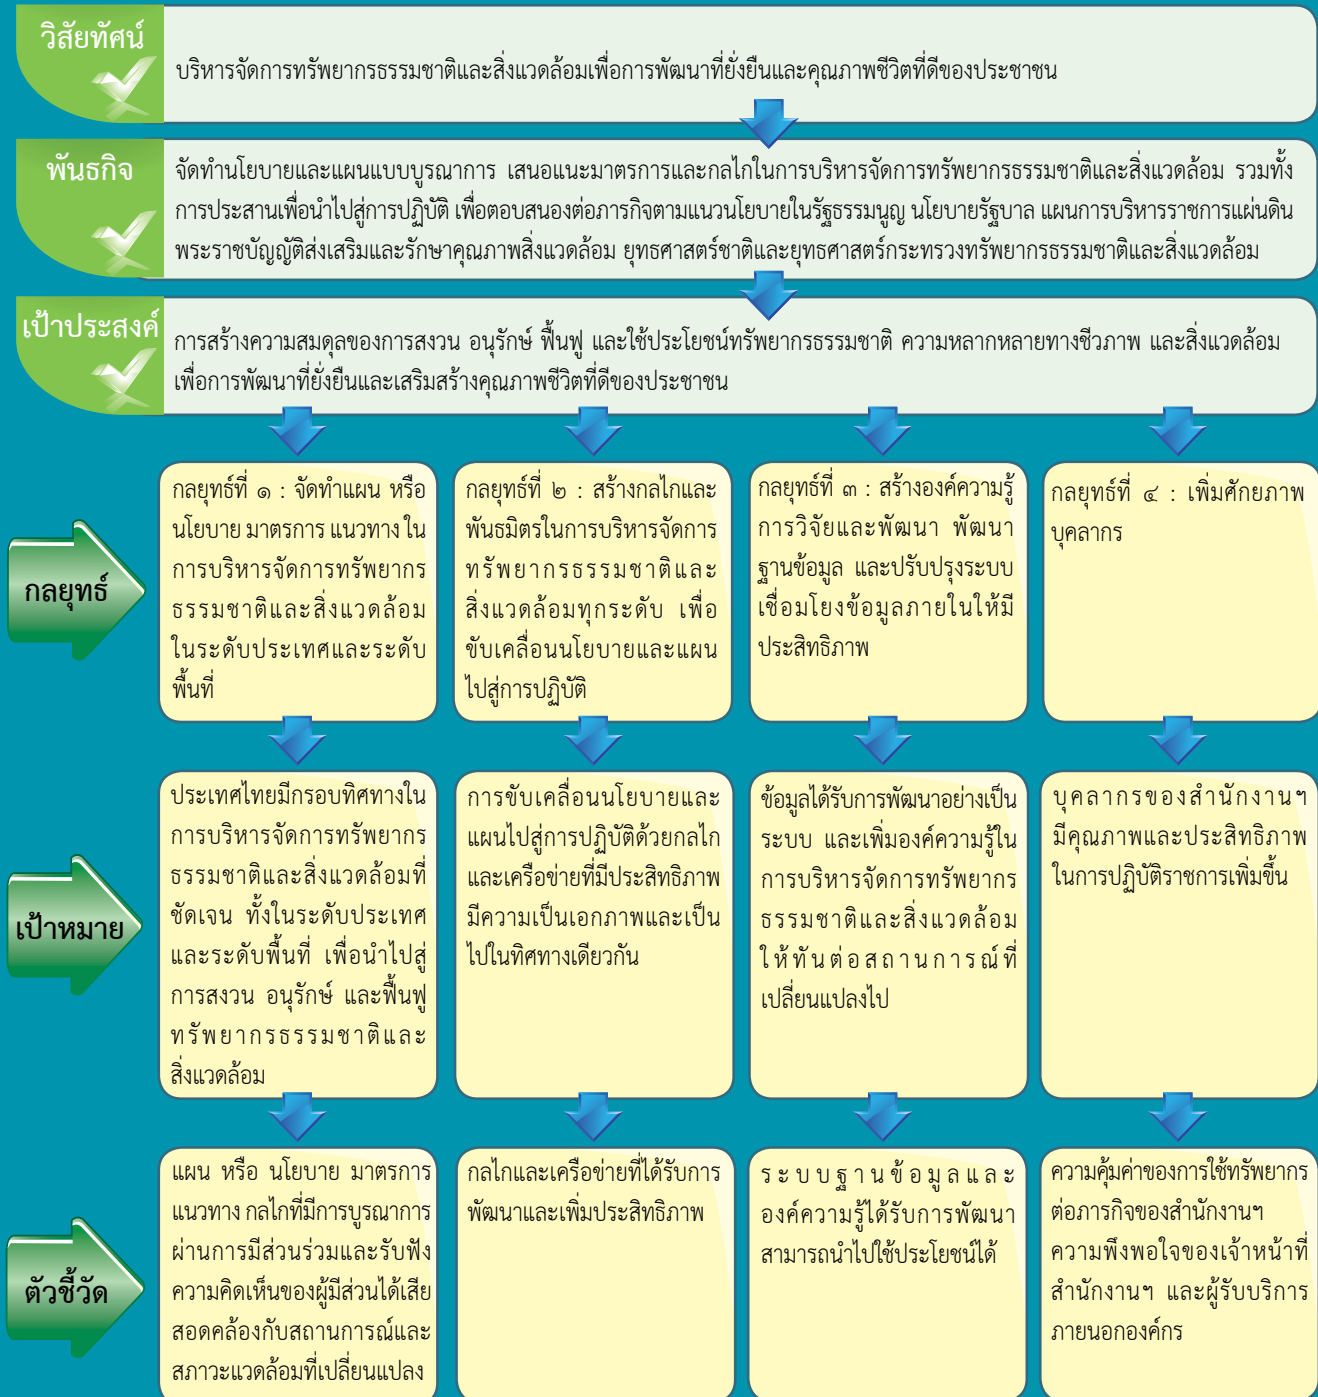 วิสัยทัศน์
บริหารจัดการทรัพยากรธรรมชาติและสิ่งแวดล้อมเพื่อการพัฒนาที่ยั่งยืนและคุณภาพชีวิตที่ดีของประชาชน
พันธกิจ
จัดทำนโยบายและแผนแบบบูรณาการ เสนอแนะมาตรการและกลไกในการบริหารจัดการทรัพยากรธรรมชาติและสิ่งแวดล้อม รวมทั้ง
การประสานเพื่อนำไปสู่การปฏิบัติ เพื่อตอบสนองต่อภารกิจตามแนวนโยบายในรัฐธรรมนูญ นโยบายรัฐบาล แผนการบริหารราชการแผ่นดิน
พระราชบัญญัติส่งเสริมและรักษาคุณภาพสิ่งแวดล้อม ยุทธศาสตร์ชาติและยุทธศาสตร์กระทรวงทรัพยากรธรรมชาติและสิ่งแวดล้อม
เป้าประสงค์
การสร้างความสมดุลของการสงวน อนุรักษ์ ฟื้นฟู และใช้ประโยชน์ทรัพยากรธรรมชาติ ความหลากหลายทางชีวภาพ และสิ่งแวดล้อม
เพื่อการพัฒนาที่ยั่งยืนและเสริมสร้างคุณภาพชีวิตที่ดีของประชาชน
กลยุทธ์
กลยุทธ์ที่ ๑ : จัดทำแผน หรือ
นโยบาย มาตรการ แนวทาง ใน
การบริหารจัดการทรัพยากร
ธรรมชาติและสิ่งแวดล้อม
ในระดับประเทศและระดับ
พื้นที่
กลยุทธ์ที่ ๒ : สร้างกลไกและ
พันธมิตรในการบริหารจัดการ
ทรัพยากรธรรมชาติและ
สิ่งแวดล้อมทุกระดับ เพื่อ
ขับเคลื่อนนโยบายและแผน
ไปสู่การปฏิบัติ
กลยุทธ์ที่ ๓ : สร้างองค์ความรู้
การวิจัยและพัฒนา พัฒนา
ฐานข้อมูล และปรับปรุงระบบ
เชื่อมโยงข้อมูลภายในให้มี
ประสิทธิภาพ
กลยุทธ์ที่ ๔ : เพิ่มศักยภาพ
บุคลากร
เป้าหมาย
ประเทศไทยมีกรอบทิศทางใน
การบริหารจัดการทรัพยากร
ธรรมชาติและสิ่งแวดล้อมที่
ชัดเจน ทั้งในระดับประเทศ
และระดับพื้นที่ เพื่อนำไปสู่
การสงวน อนุรักษ์ และฟื้นฟู
ทรัพยากรธรรมชาติและ
สิ่งแวดล้อม
การขับเคลื่อนนโยบายและ
แผนไปสู่การปฏิบัติด้วยกลไก
และเครือข่ายที่มีประสิทธิภาพ
มีความเป็นเอกภาพและเป็น
ไปในทิศทางเดียวกัน
ข้อมูลได้รับการพัฒนาอย่างเป็น
ระบบ และเพิ่มองค์ความรู้ใน
การบริหารจัดการทรัพยากร
ธรรมชาติและสิ่งแวดล้อม
ให้ทันต่อสถานการณ์ที่
เปลี่ยนแปลงไป
บุคลากรของสำนักงานฯ
มีคุณภาพและประสิทธิภาพ
ในการปฏิบัติราชการเพิ่มขึ้น
ตัวชี้วัด
แผน หรือ นโยบาย มาตรการ
แนวทาง กลไกที่มีการบูรณาการ
ผ่านการมีส่วนร่วมและรับฟัง
ความคิดเห็นของผู้มีส่วนได้เสีย
สอดคล้องกับสถานการณ์และ
สภาวะแวดล้อมที่เปลี่ยนแปลง
กลไกและเครือข่ายที่ได้รับการ
พัฒนาและเพิ่มประสิทธิภาพ
ระบบฐานข้อมูลและ
องค์ความรู้ได้รับการพัฒนา
สามารถนำไปใช้ประโยชน์ได้
ความคุ้มค่าของการใช้ทรัพยากร
ต่อภารกิจของสำนักงานฯ
ความพึงพอใจของเจ้าหน้าที่
สำนักงานฯ และผู้รับบริการ
ภายนอกองค์กร